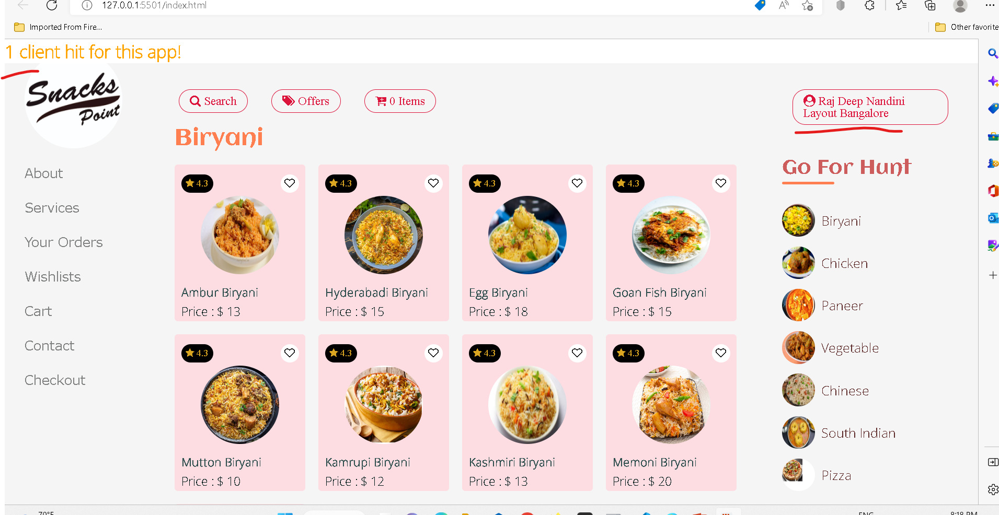 127.0.0.1:5501/index.html
Imported From Fire...
Other favorite
1 client hit for this app!
Snacks
Point
Search
Offers
0 Items
Raj Deep Nandini
Layout Bangalore
Biryani
Go For Hunt
About
Services
Your Orders
Wishlists
Cart
Contact
Checkout
4.3
4.3
4.3
4.3
Ambur Biryani
Price : $ 13
Hyderabadi Biryani
Price : $ 15
Egg Biryani
Price : $ 18
Goan Fish Biryani
Price : $ 15
4.3
4.3
4.3
4.3
Mutton Biryani
Price : $ 10
Kamrupi Biryani
Price : $ 12
Kashmiri Biryani
Price : $ 13
Memoni Biryani
Price : $ 20
Biryani
Chicken
Paneer
Vegetable
Chinese
South Indian
Pizza
70°F
ENG
8:18 PM